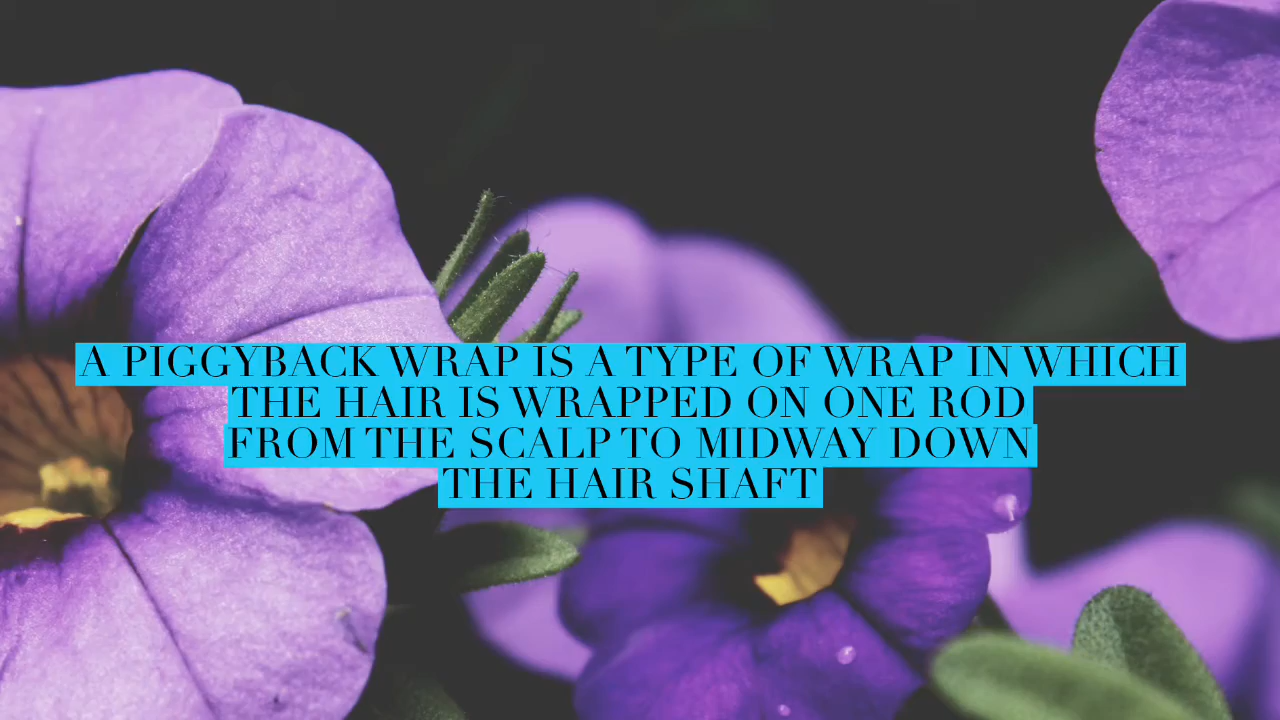 A PIGGYBACK WRAP IS A TYPE OF WRAP IN WHICH
THE HAIR IS WRAPPED ON ONE ROD
FROM THE SCALP TO MIDWAY DOWN
THE HAIR SHAFT